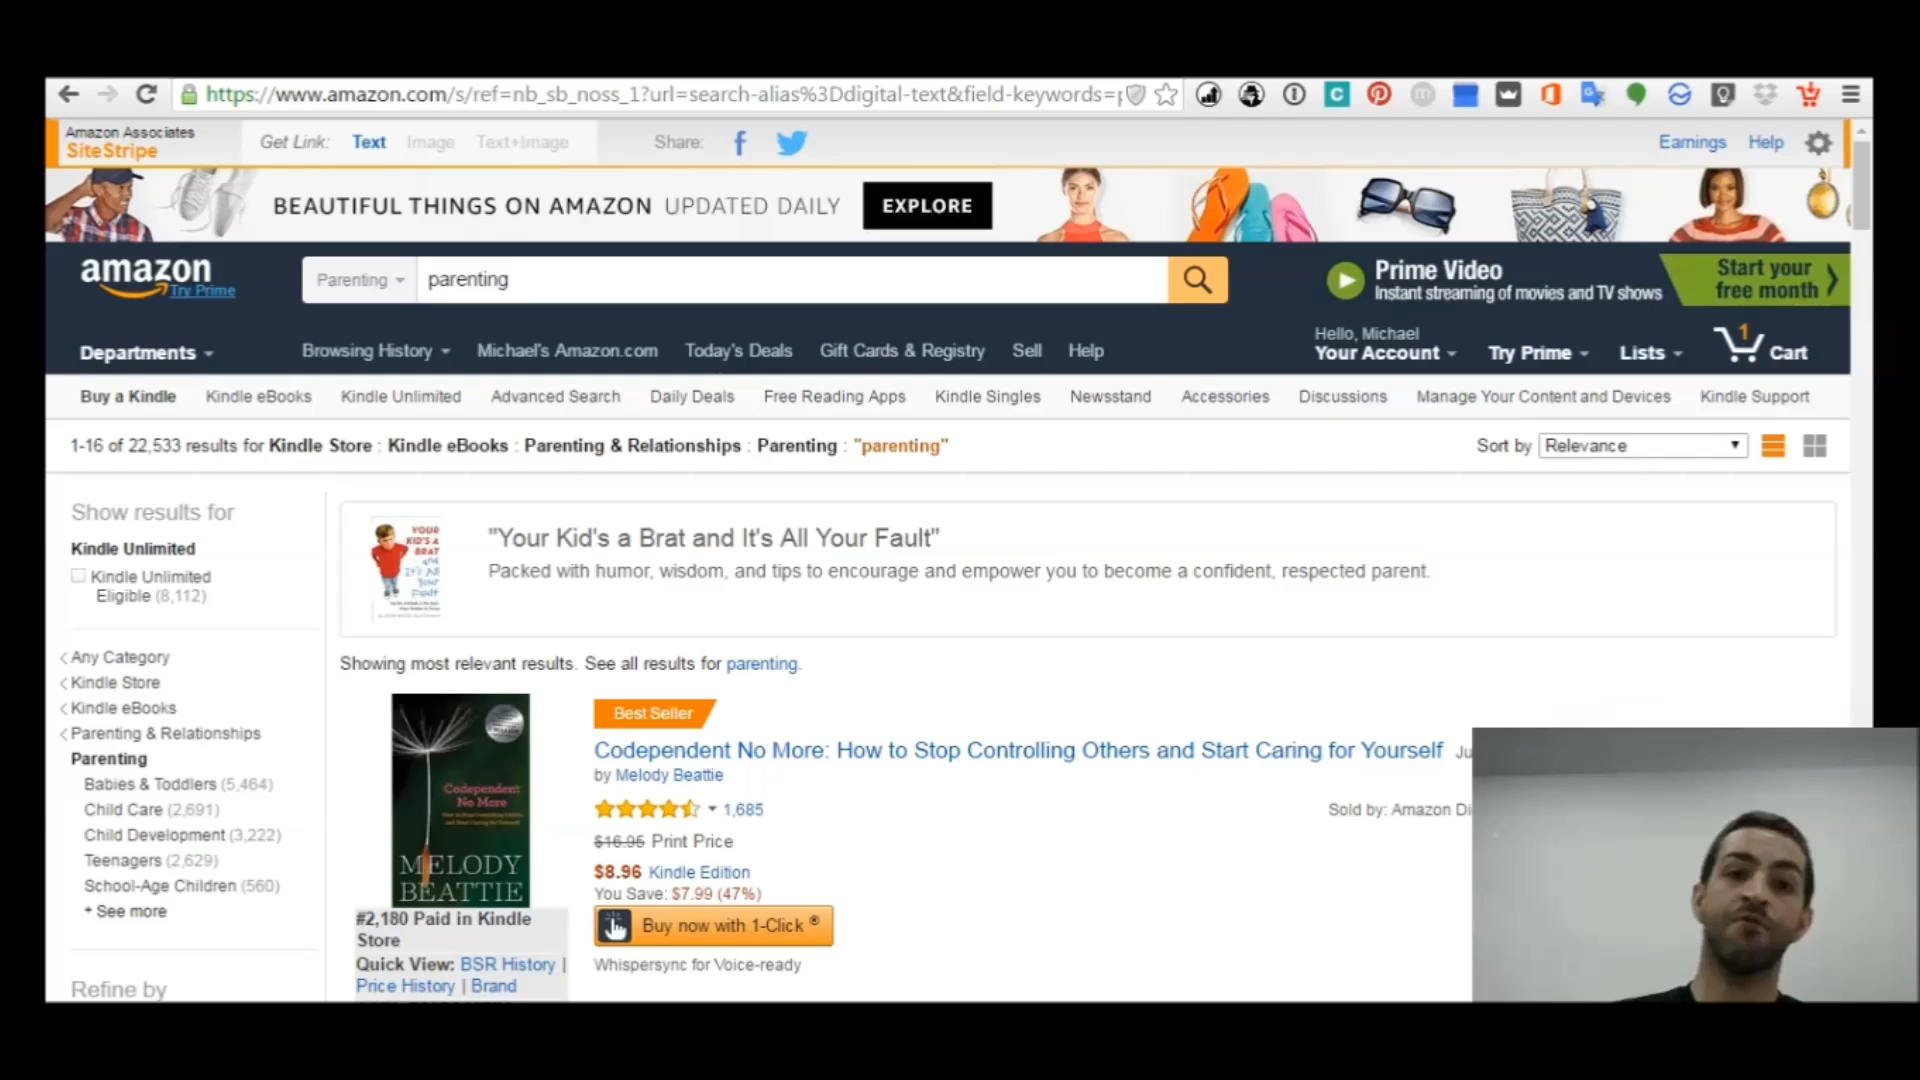 https://www.amazon.com/s/ref=nb_sb_noss_1?url=search-alias%3Ddigital-text&field-keywords=
Amazon Associates
SiteStripe
Get Link: Text Image Text+Image
Share:
Earnings Help
BEAUTIFUL THINGS ON AMAZON UPDATED DAILY EXPLORE
amazon
Try Prime
Parenting
parenting
Prime Video
Instant streaming of movies and TV shows
Start your
free month
Departments
Browsing History Michael's Amazon.com Today's Deals Gift Cards & Registry Sell Help
Hello, Michael
Your Account
Try Prime
Lists
1
Cart
Buy a Kindle Kindle eBooks Kindle Unlimited Advanced Search Daily Deals Free Reading Apps Kindle Singles Newsstand Accessories Discussions Manage Your Content and Devices Kindle Support
1-16 of 22,533 results for Kindle Store : Kindle eBooks : Parenting & Relationships : Parenting : "parenting"
Sort by Relevance
Show results for
Kindle Unlimited
Kindle Unlimited
Eligible (8,112)
Any Category
Kindle Store
Kindle eBooks
Parenting & Relationships
Parenting
Babies & Toddlers (5,464)
Child Care (2,691)
Child Development (3,222)
Teenagers (2,629)
School-Age Children (560)
+ See more
Refine by
YOUR
KID'S A
BRAT
and
It's All
Your
Fault
"Your Kid's a Brat and It's All Your Fault"
Packed with humor, wisdom, and tips to encourage and empower you to become a confident, respected parent.
Showing most relevant results. See all results for parenting.
Codependent
No More
MELODY
BEATTIE
#2,180 Paid in Kindle
Store
Quick View: BSR History |
Price History | Brand
Best Seller
Codependent No More: How to Stop Controlling Others and Start Caring for Yourself Ju
by Melody Beattie
1,685
Sold by: Amazon Di
$16.95 Print Price
$8.96 Kindle Edition
You Save: $7.99 (47%)
Buy now with 1-Click ®
Whispersync for Voice-ready